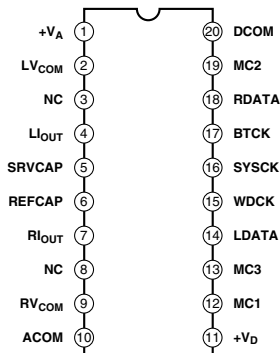 +VA 1 20 DCOM
LVCOM 2 19 MC2
NC 3 18 RDATA
LIOUT 4 17 BTCK
SRVCAP 5 16 SYSCK
REFCAP 6 15 WDCK
RIOUT 7 14 LDATA
NC 8 13 MC3
RVCOM 9 12 MC1
ACOM 10 11 +VD